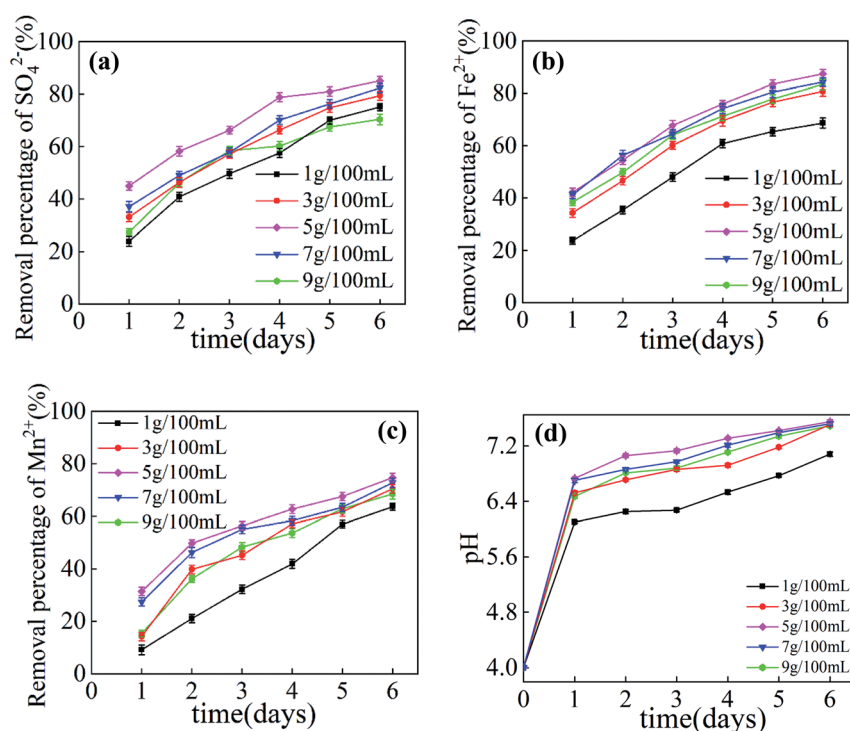 (a)
Removal percentage of SO₄²⁻(%)
100
80
60
40
20
0
0 1 2 3 4 5 6
time(days)
1g/100mL
3g/100mL
5g/100mL
7g/100mL
9g/100mL
(b)
Removal percentage of Fe²⁺(%)
100
80
60
40
20
0
0 1 2 3 4 5 6
time(days)
1g/100mL
3g/100mL
5g/100mL
7g/100mL
9g/100mL
(c)
Removal percentage of Mn²⁺(%)
100
80
60
40
20
0
0 1 2 3 4 5 6
time(days)
1g/100mL
3g/100mL
5g/100mL
7g/100mL
9g/100mL
(d)
pH
7.2
6.4
5.6
4.8
4.0
0 1 2 3 4 5 6
time(days)
1g/100mL
3g/100mL
5g/100mL
7g/100mL
9g/100mL